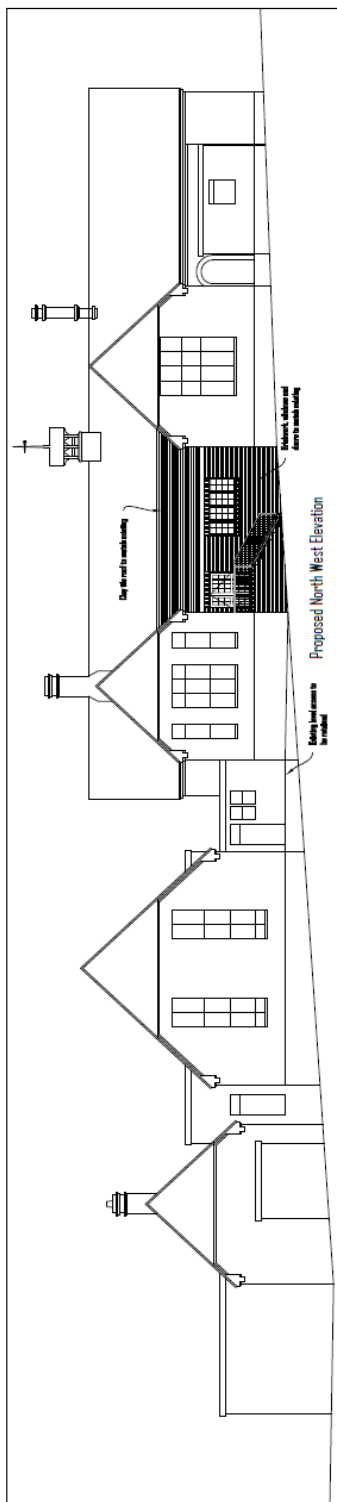 Clay tile roof to match existing
Brickwork, windows and
doors to match existing
Existing level access to
be retained
Proposed North West Elevation